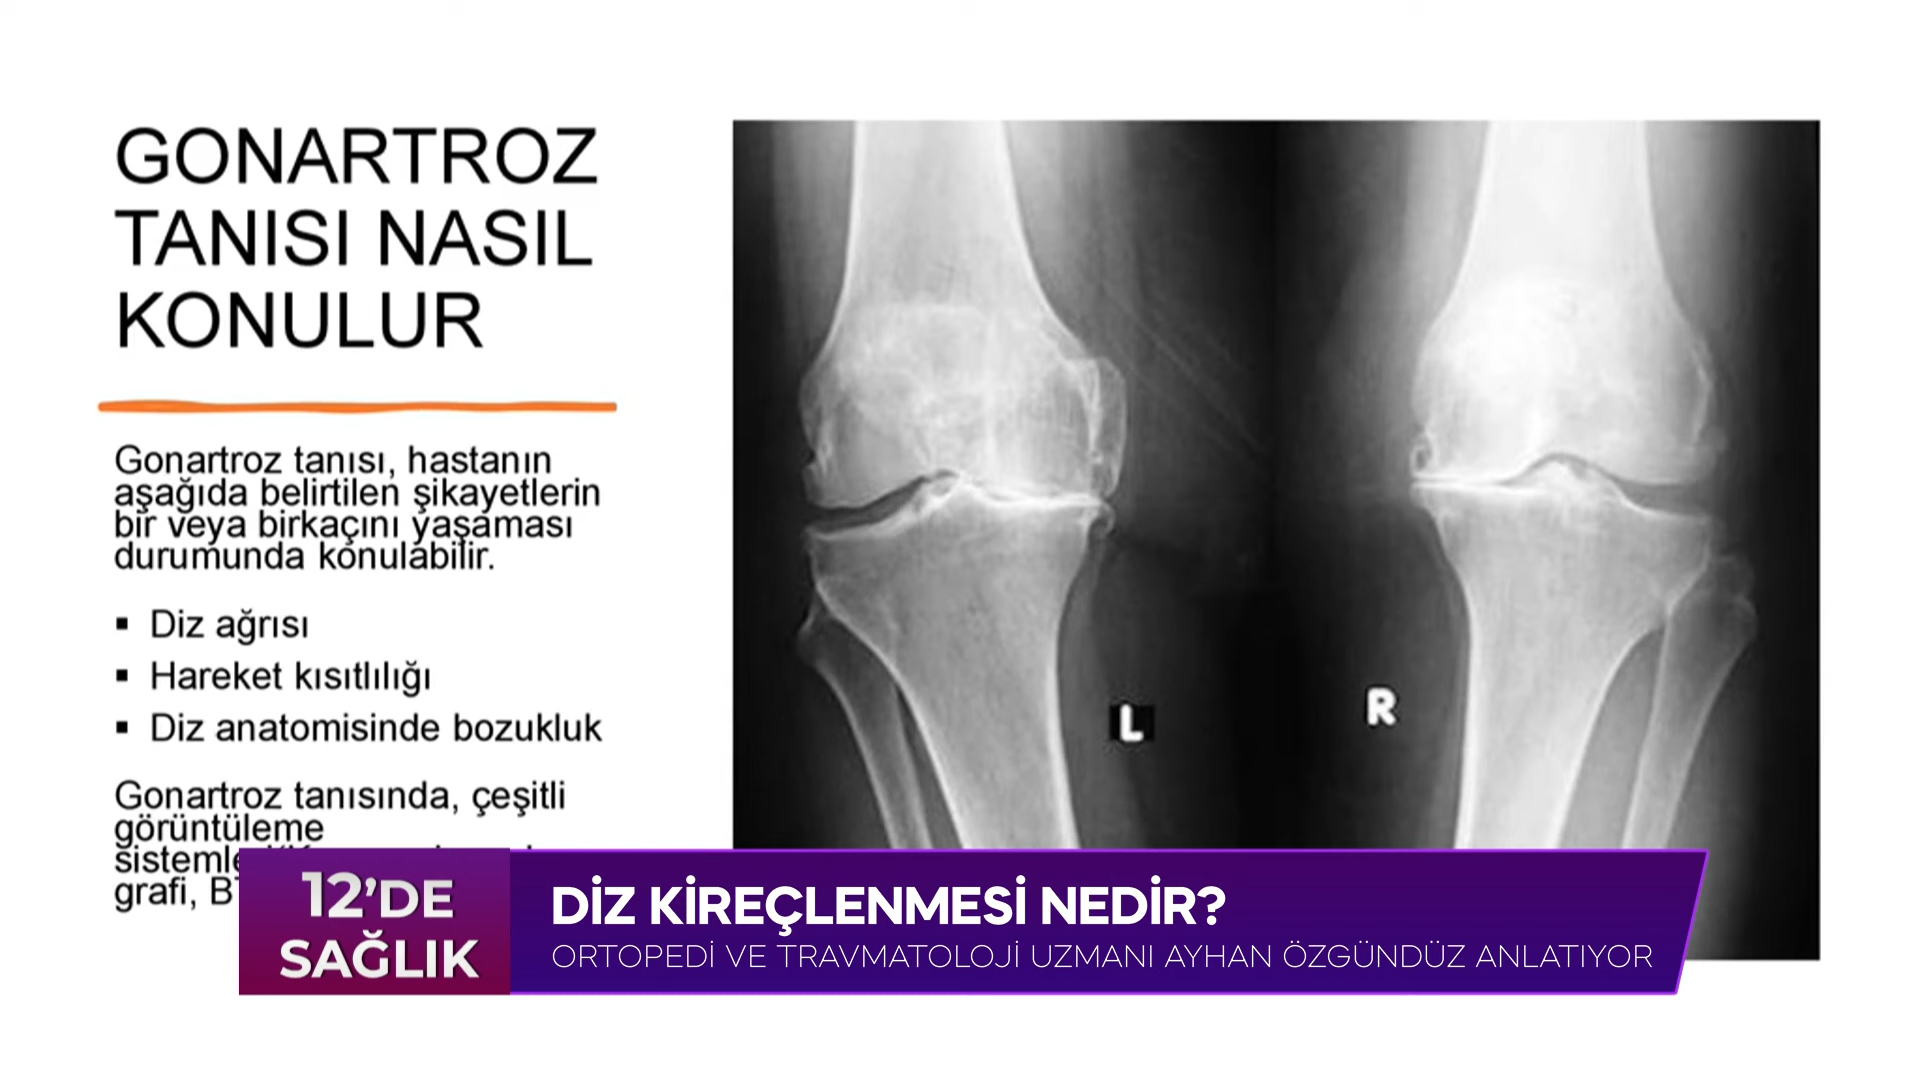 GONARTROZ
TANISI NASIL
KONULUR
Gonartroz tanısı, hastanın
aşağıda belirtilen şikayetlerin
bir veya birkaçını yaşaması
durumunda konulabilir.
▪ Diz ağrısı
▪ Hareket kısıtlılığı
▪ Diz anatomisinde bozukluk
Gonartroz tanısında, çeşitli
görüntüleme
grafi,
L
R
12’DE
SAĞLIK
DİZ KİREÇLENMESİ NEDİR?
ORTOPEDİ VE TRAVMATOLOJİ UZMANI AYHAN ÖZGÜNDÜZ ANLATIYOR